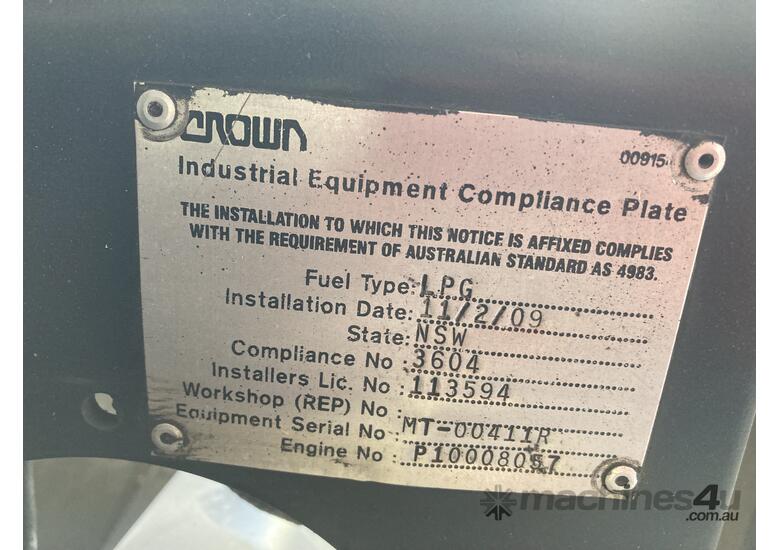 CROWN
00915
Industrial Equipment Compliance Plate
THE INSTALLATION TO WHICH THIS NOTICE IS AFFIXED COMPLIES
WITH THE REQUIREMENT OF AUSTRALIAN STANDARD AS 4983.
Fuel Type: LPG
Installation Date: 11/2/09
State: NSW
Compliance No : 3604
Installers Lic. No : 113594
Workshop (REP) No :
Equipment Serial No : MT-00411R
Engine No : P10008057
machines4u
.com.au